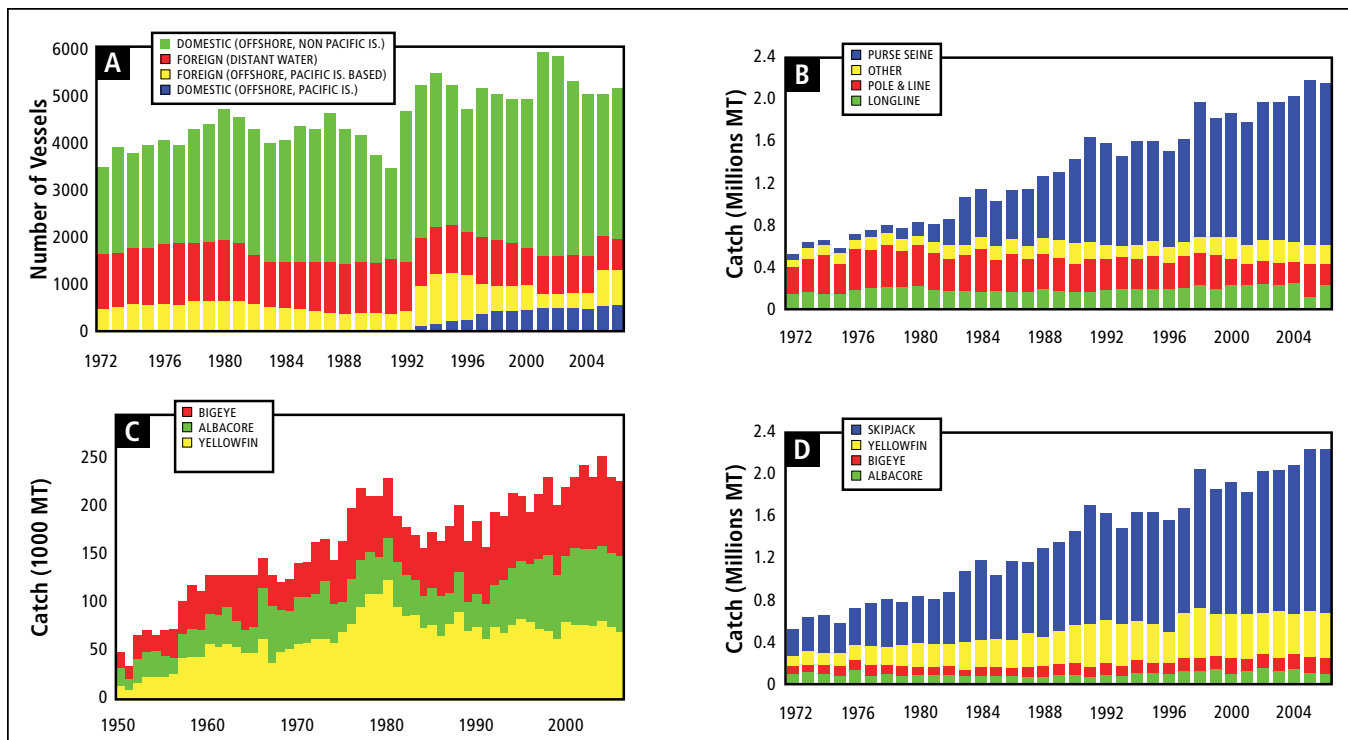 A
DOMESTIC (OFFSHORE, NON PACIFIC IS.)
FOREIGN (DISTANT WATER)
FOREIGN (OFFSHORE, PACIFIC IS. BASED)
DOMESTIC (OFFSHORE, PACIFIC IS.)
Number of Vessels
6000
5000
4000
3000
2000
1000
0
1972 1976 1980 1984 1988 1992 1996 2000 2004
B
PURSE SEINE
OTHER
POLE & LINE
LONGLINE
Catch (Millions MT)
2.4
2.0
1.6
1.2
0.8
0.4
0
1972 1976 1980 1984 1988 1992 1996 2000 2004
C
BIGEYE
ALBACORE
YELLOWFIN
Catch (1000 MT)
250
200
150
100
50
0
1950 1960 1970 1980 1990 2000
D
SKIPJACK
YELLOWFIN
BIGEYE
ALBACORE
Catch (Millions MT)
2.4
2.0
1.6
1.2
0.8
0.4
0
1972 1976 1980 1984 1988 1992 1996 2000 2004